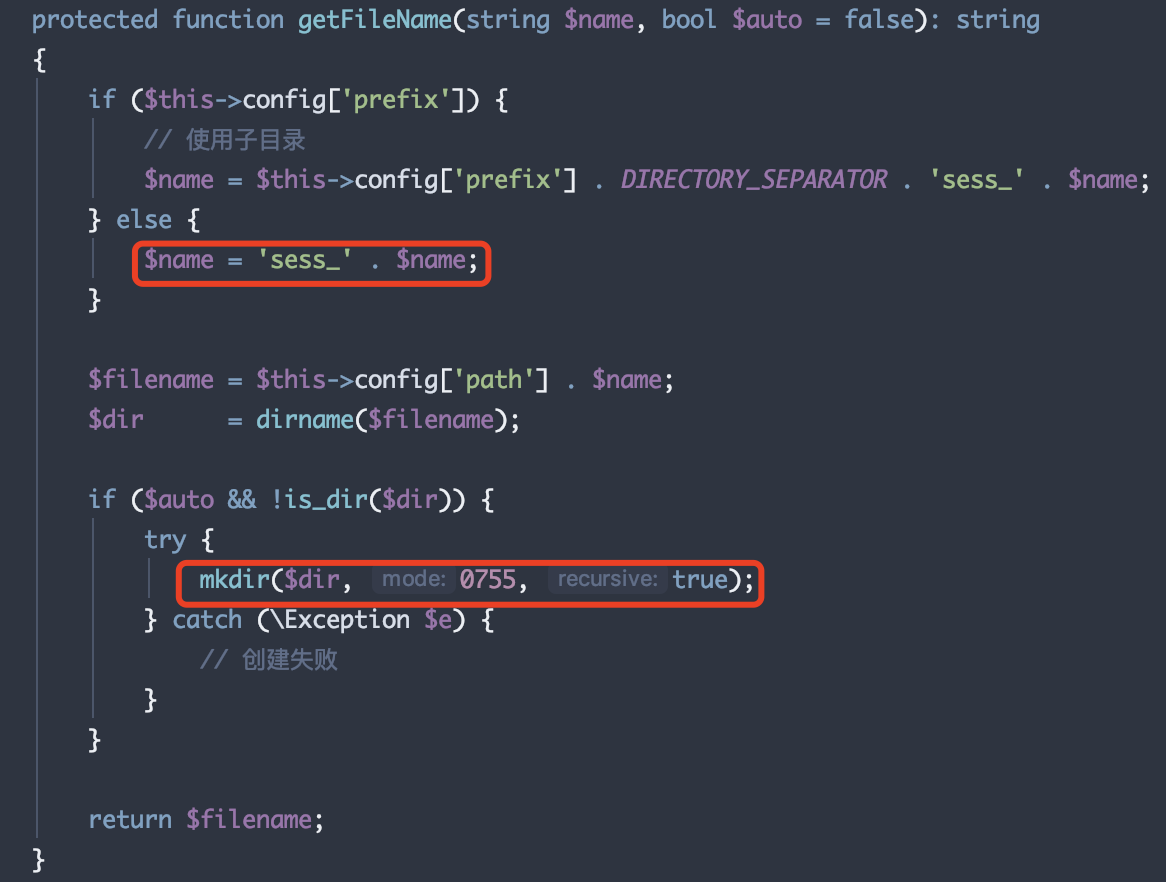 protected function getFileName(string $name, bool $auto = false): string
{
    if ($this->config['prefix']) {
        // 使用子目录
        $name = $this->config['prefix'] . DIRECTORY_SEPARATOR . 'sess_' . $name;
    } else {
        $name = 'sess_' . $name;
    }

    $filename = $this->config['path'] . $name;
    $dir      = dirname($filename);

    if ($auto && !is_dir($dir)) {
        try {
            mkdir($dir, mode: 0755, recursive: true);
        } catch (\Exception $e) {
            // 创建失败
        }
    }

    return $filename;
}